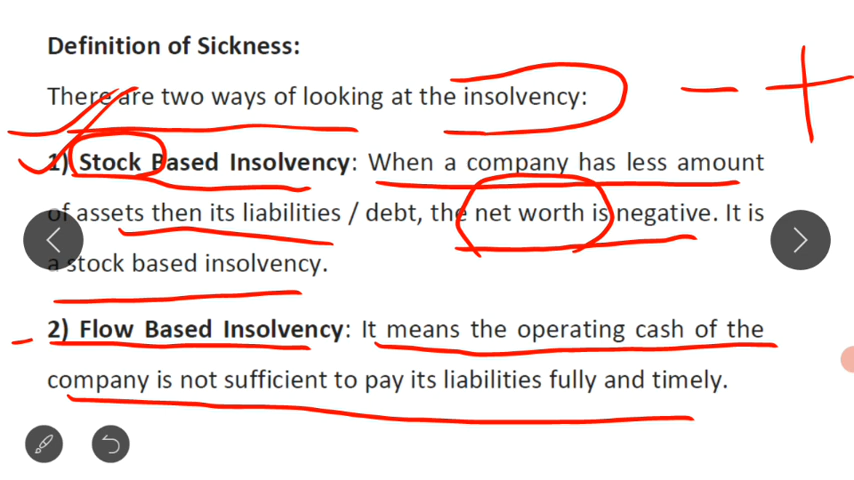 Definition of Sickness:
There are two ways of looking at the insolvency:
1) Stock Based Insolvency: When a company has less amount
of assets then its liabilities / debt, the net worth is negative. It is
a stock based insolvency.
2) Flow Based Insolvency: It means the operating cash of the
company is not sufficient to pay its liabilities fully and timely.